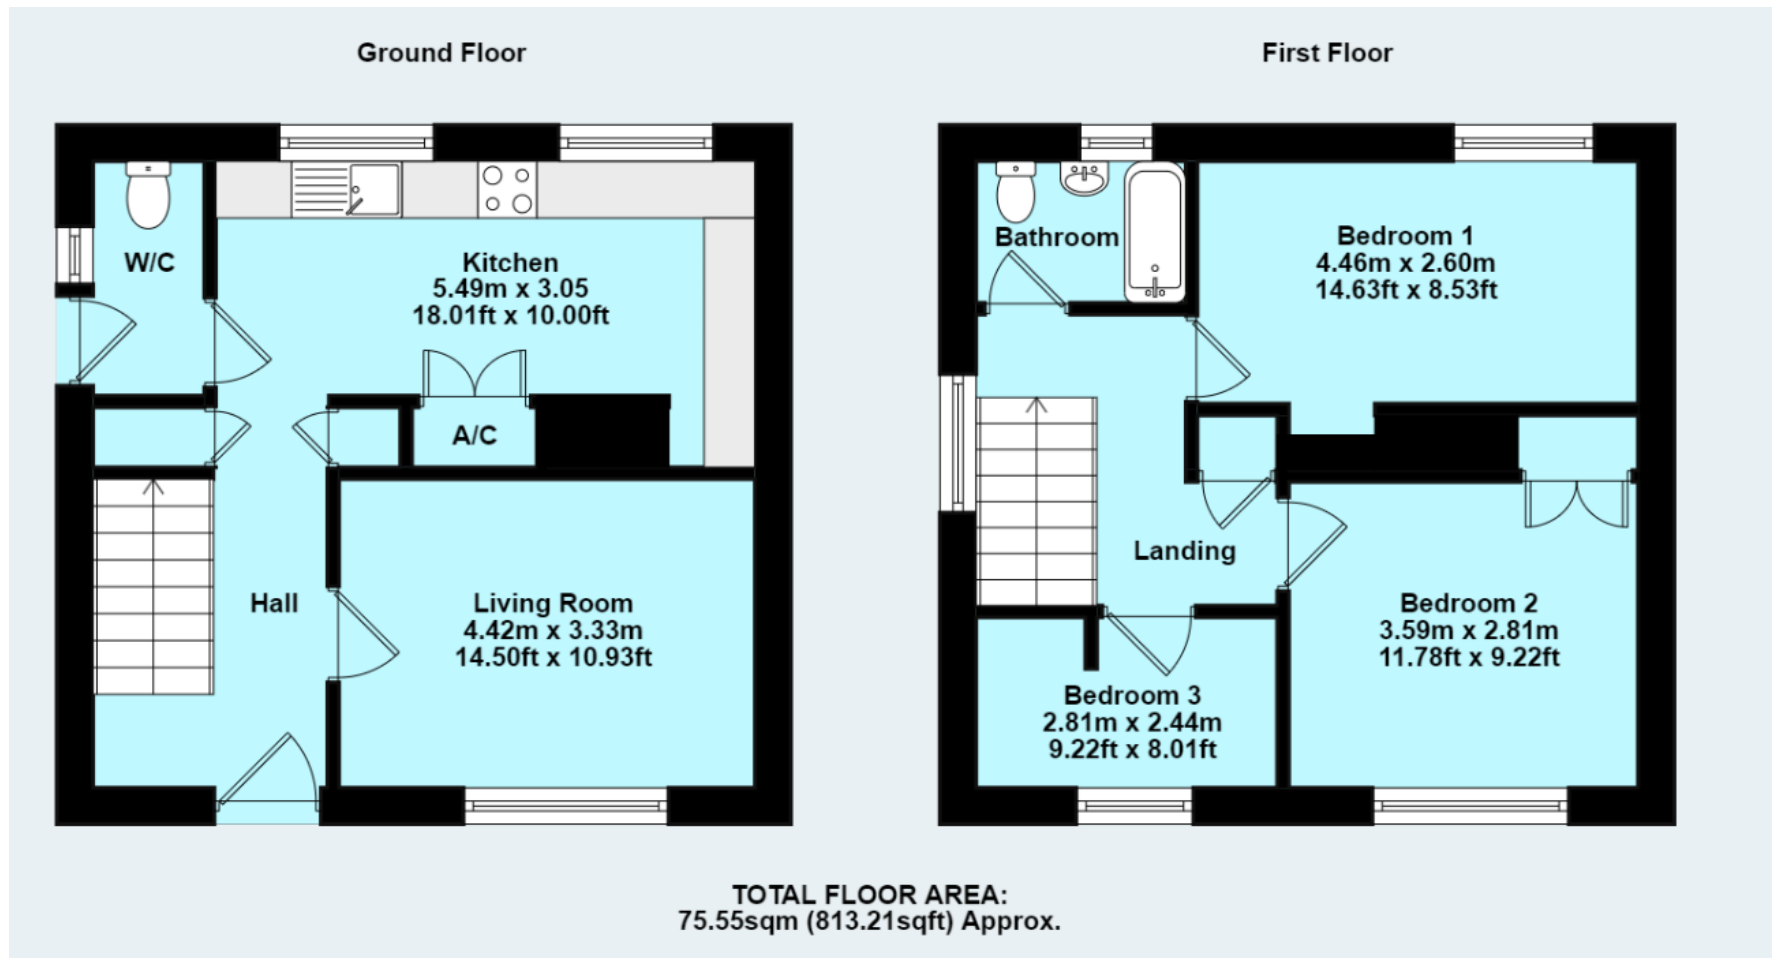 Ground Floor
First Floor
W/C
Kitchen
5.49m x 3.05
18.01ft x 10.00ft
A/C
Hall
Living Room
4.42m x 3.33m
14.50ft x 10.93ft
Bathroom
Bedroom 1
4.46m x 2.60m
14.63ft x 8.53ft
Landing
Bedroom 2
3.59m x 2.81m
11.78ft x 9.22ft
Bedroom 3
2.81m x 2.44m
9.22ft x 8.01ft
TOTAL FLOOR AREA:
75.55sqm (813.21sqft) Approx.